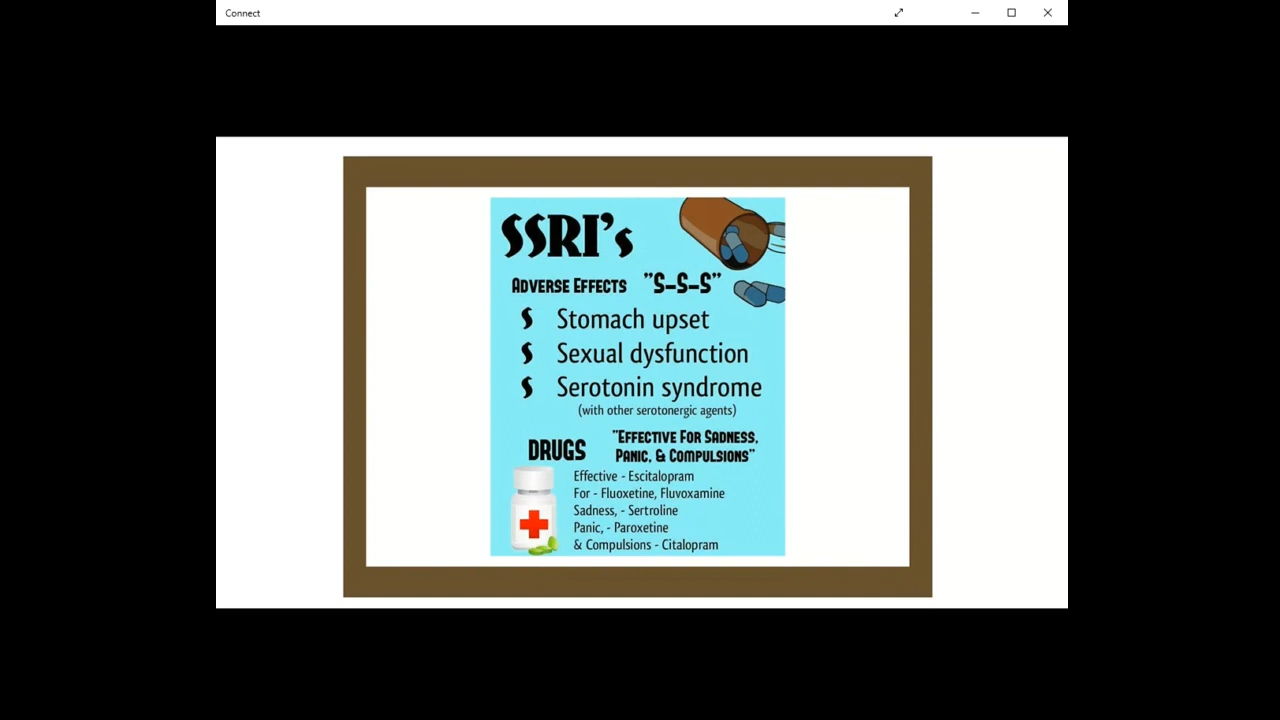 Connect
SSRI's
ADVERSE EFFECTS "S-S-S"
Stomach upset
Sexual dysfunction
Serotonin syndrome
(with other serotonergic agents)
DRUGS
"EFFECTIVE FOR SADNESS,
PANIC, & COMPULSIONS"
Effective - Escitalopram
For - Fluoxetine, Fluvoxamine
Sadness, - Sertroline
Panic, - Paroxetine
& Compulsions - Citalopram